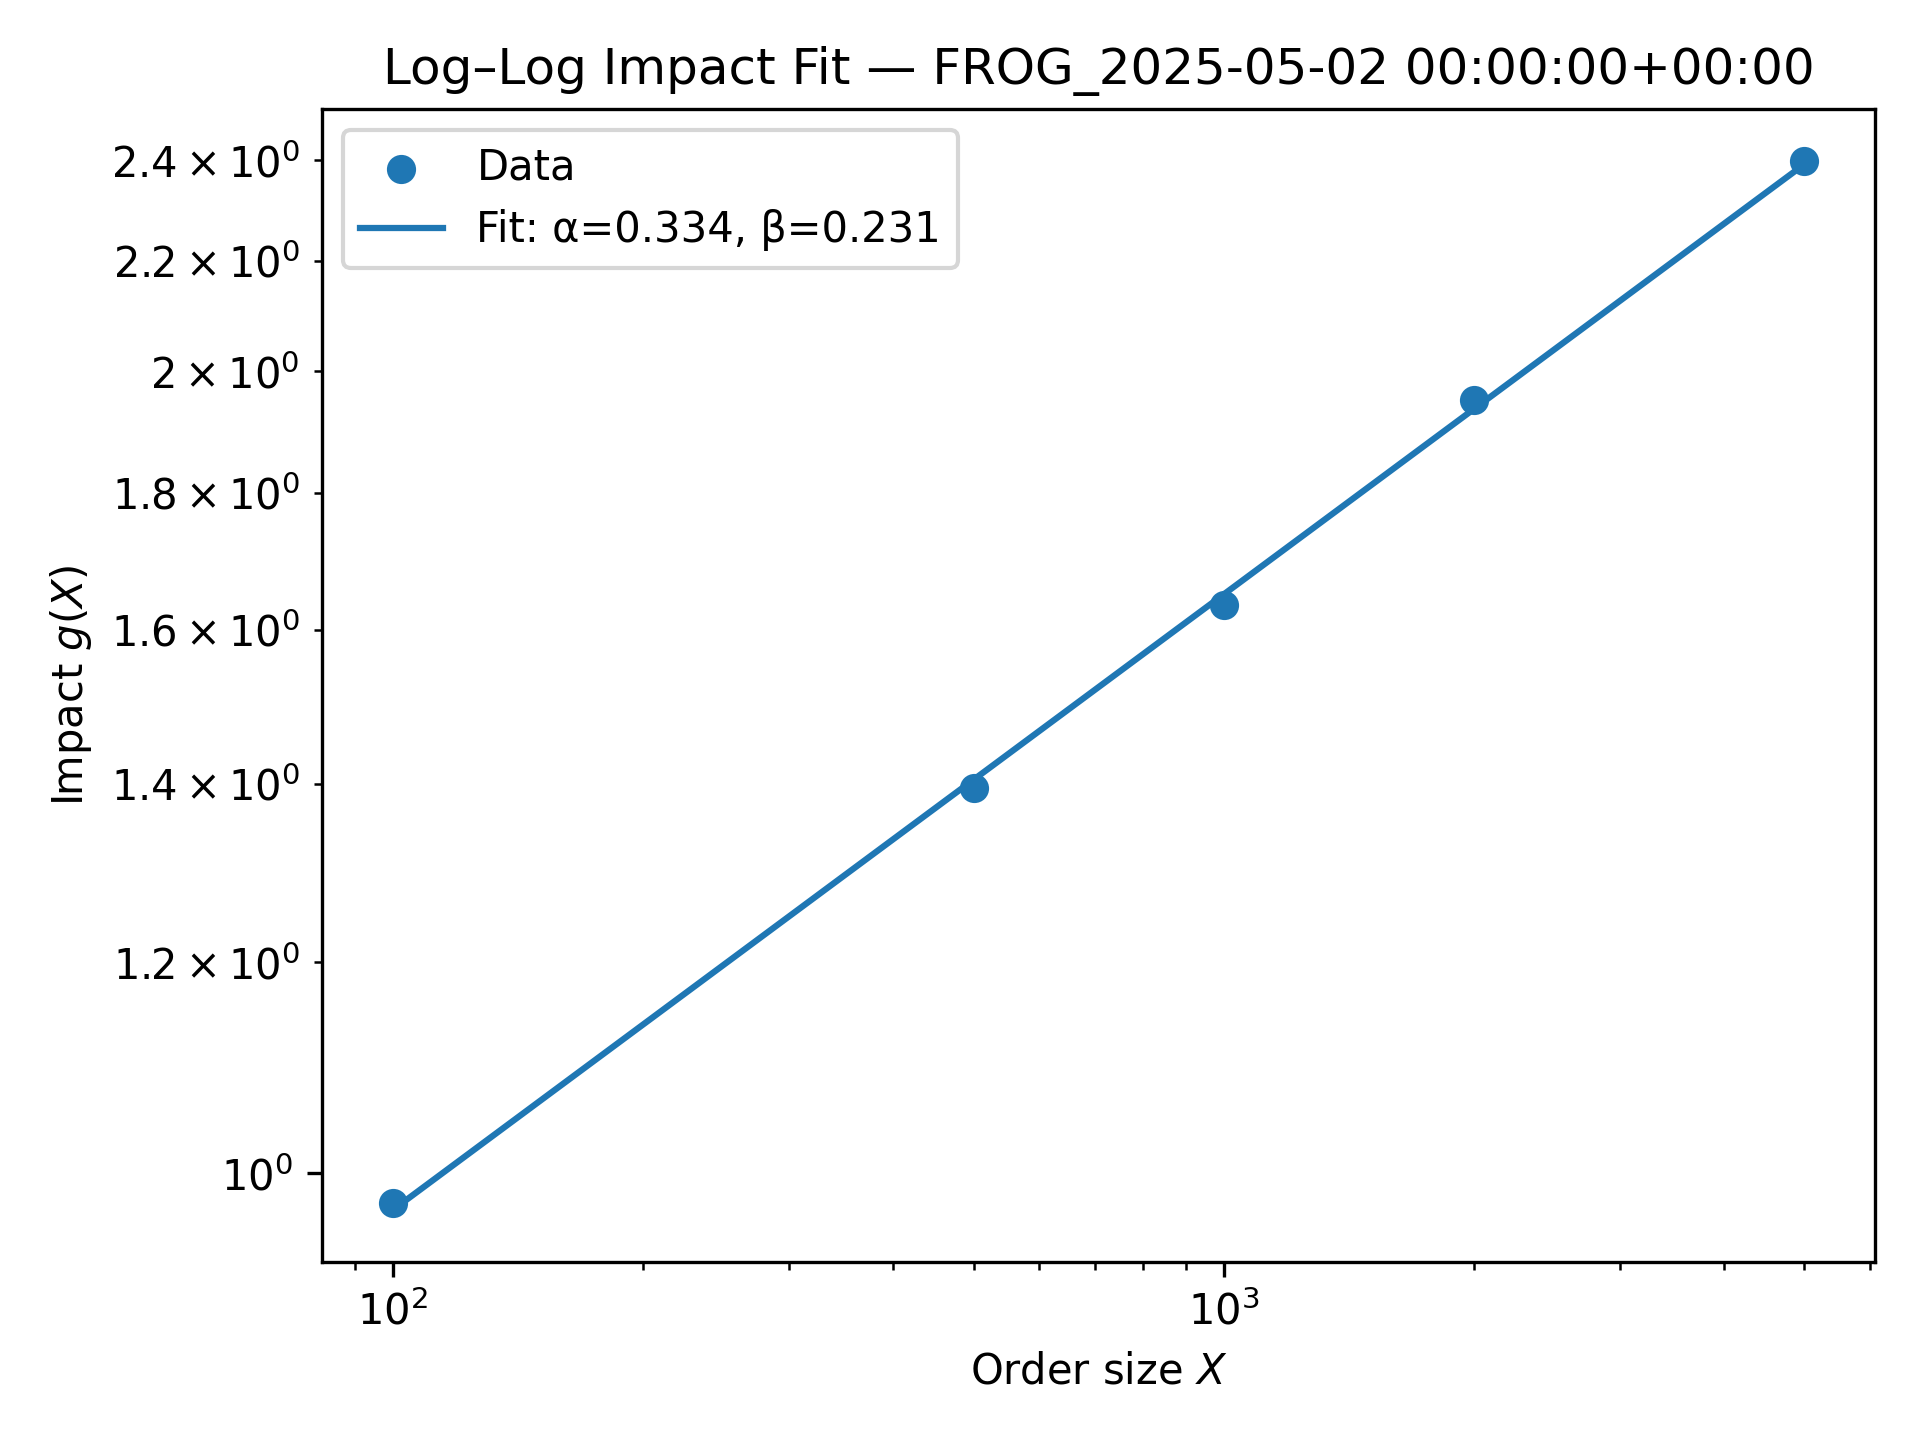 Log–Log Impact Fit — FROG_2025-05-02 00:00:00+00:00
Data
Fit: α=0.334, β=0.231
2.4 × 10⁰
2.2 × 10⁰
2 × 10⁰
1.8 × 10⁰
1.6 × 10⁰
1.4 × 10⁰
1.2 × 10⁰
10⁰
Impact g(X)
10² 10³
Order size X